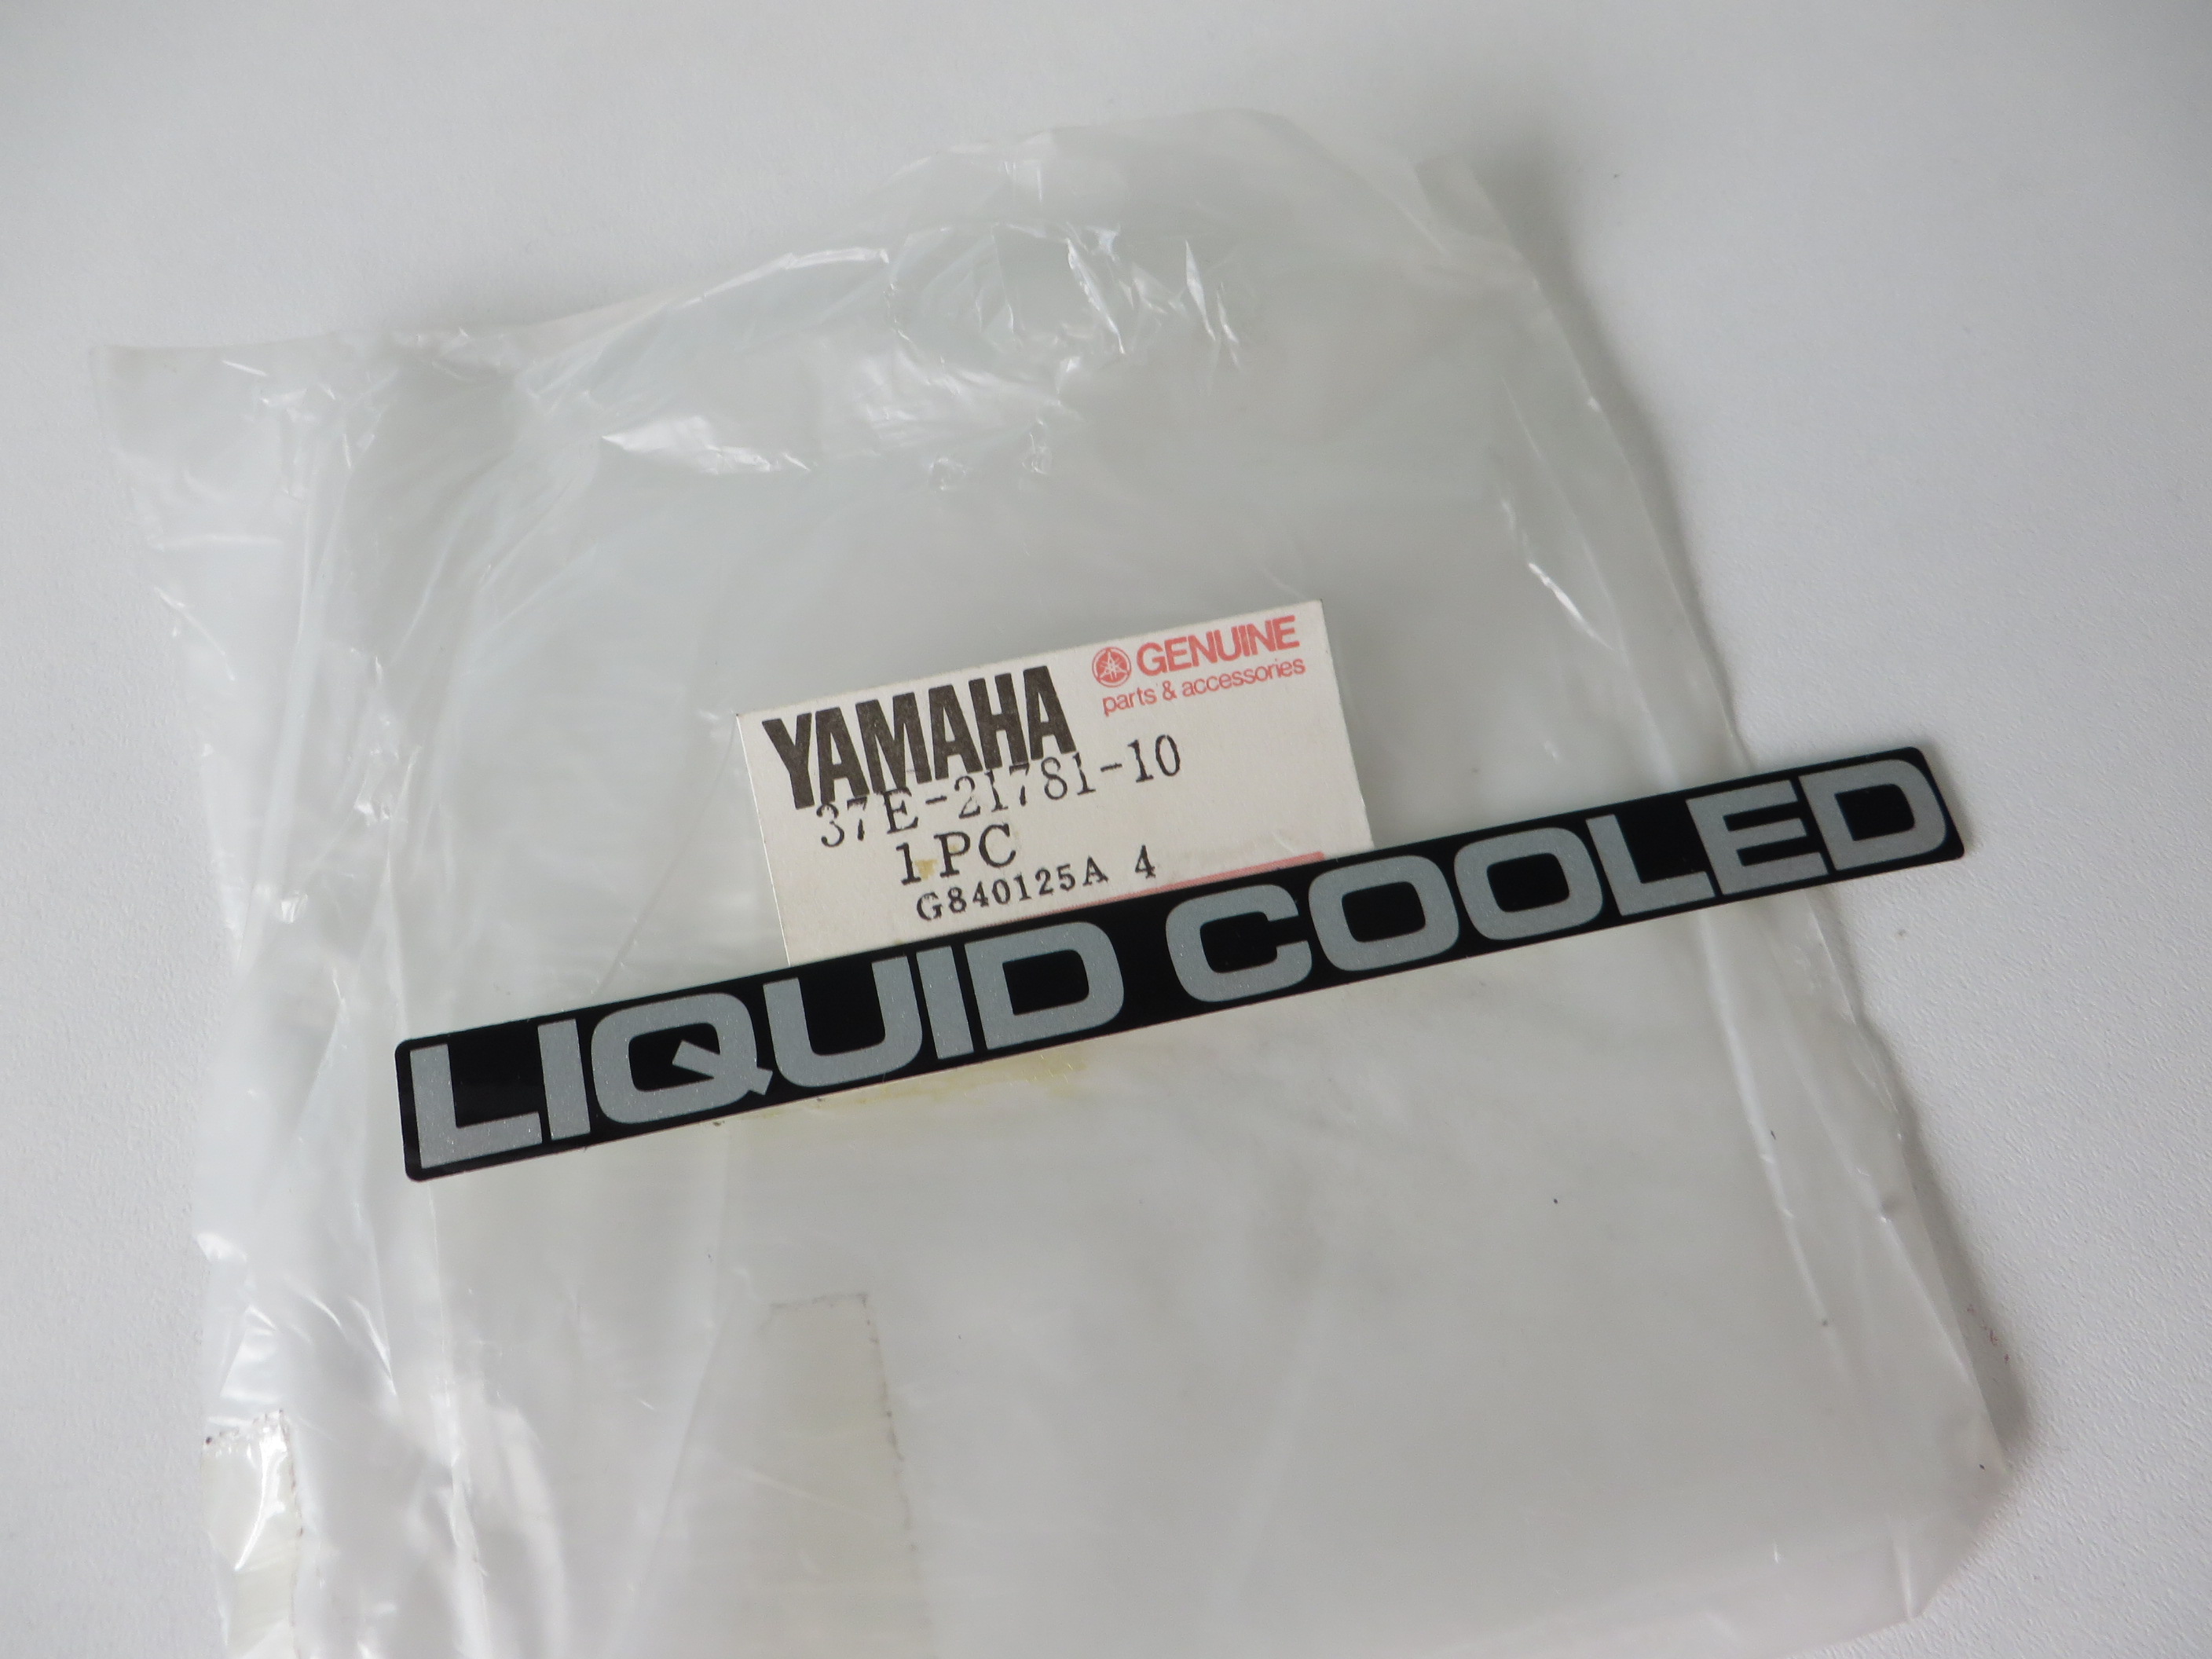 YAMAHA
GENUINE
parts & accessories
37E-21781-10
1PC
G840125A 4
LIQUID COOLED